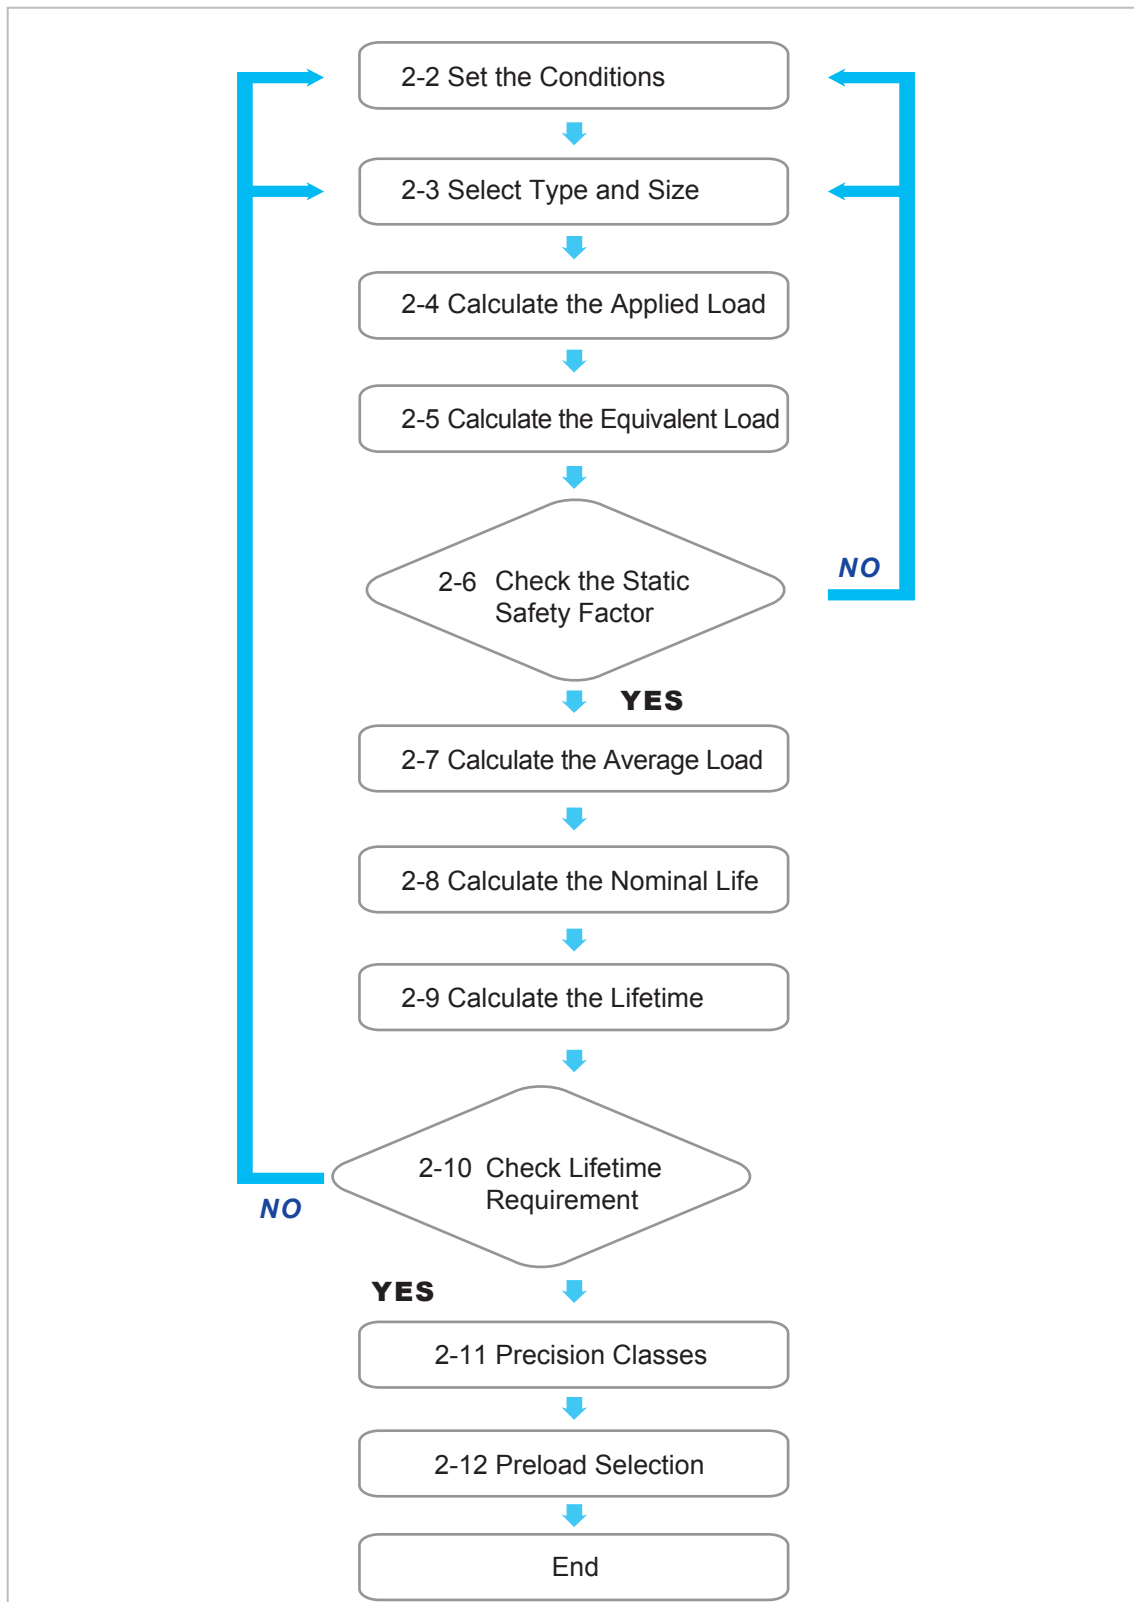 2-2 Set the Conditions
2-3 Select Type and Size
2-4 Calculate the Applied Load
2-5 Calculate the Equivalent Load
2-6 Check the Static
Safety Factor
NO
YES
2-7 Calculate the Average Load
2-8 Calculate the Nominal Life
2-9 Calculate the Lifetime
2-10 Check Lifetime
Requirement
NO
YES
2-11 Precision Classes
2-12 Preload Selection
End